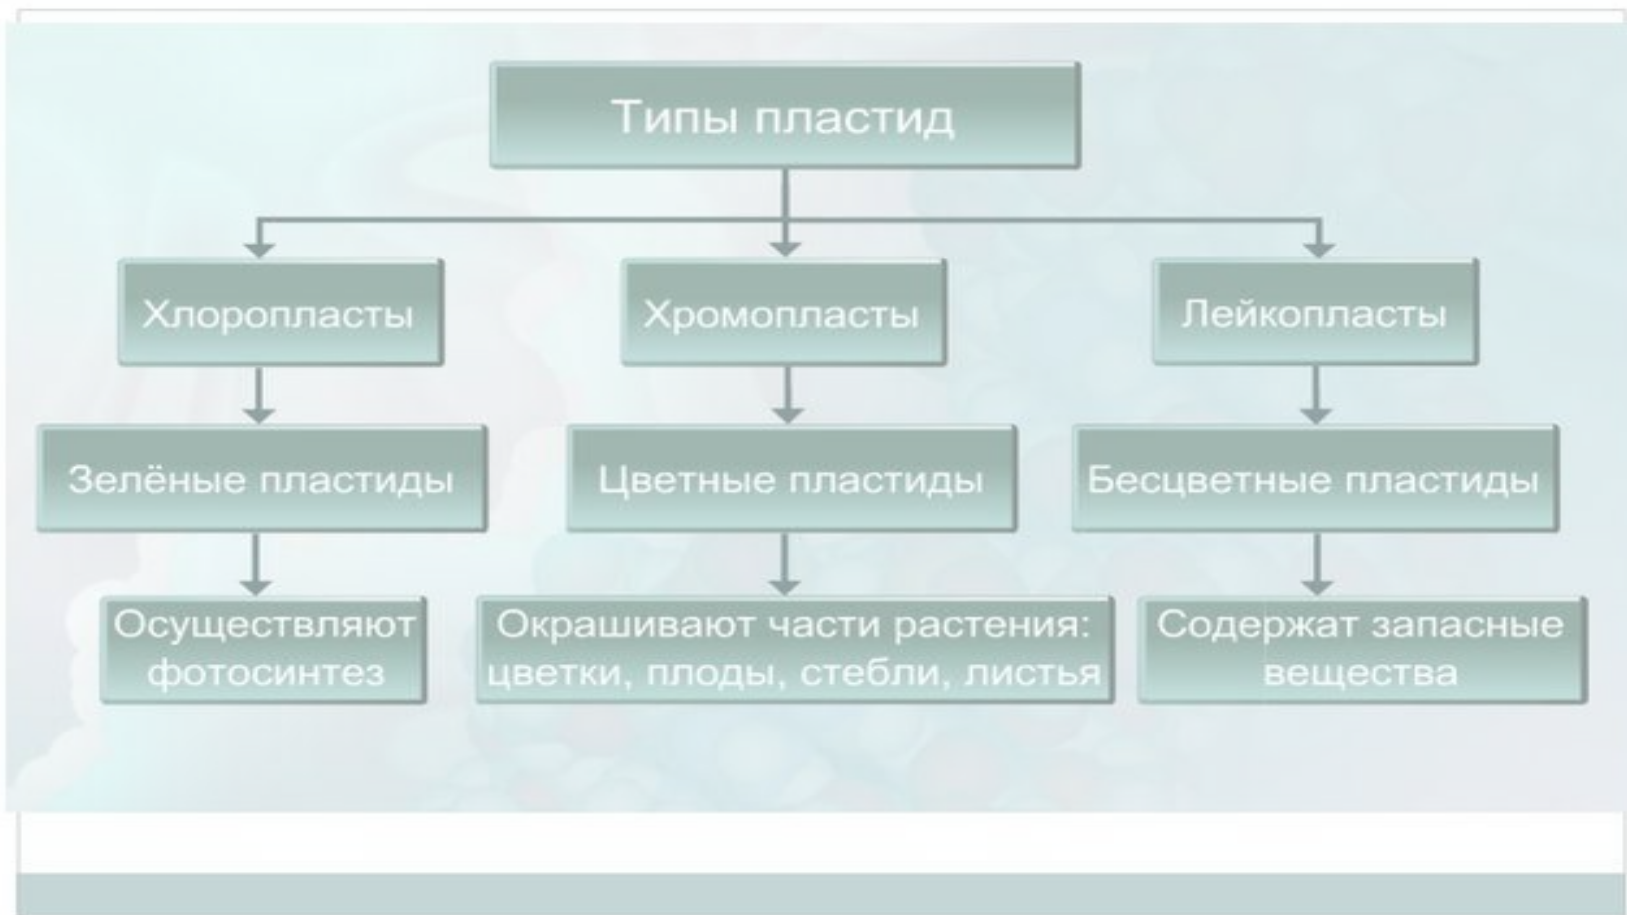 Типы пластид
Хлоропласты
Хромопласты
Лейкопласты
Зелёные пластиды
Цветные пластиды
Бесцветные пластиды
Осуществляют
фотосинтез
Окрашивают части растения:
цветки, плоды, стебли, листья
Содержат запасные
вещества